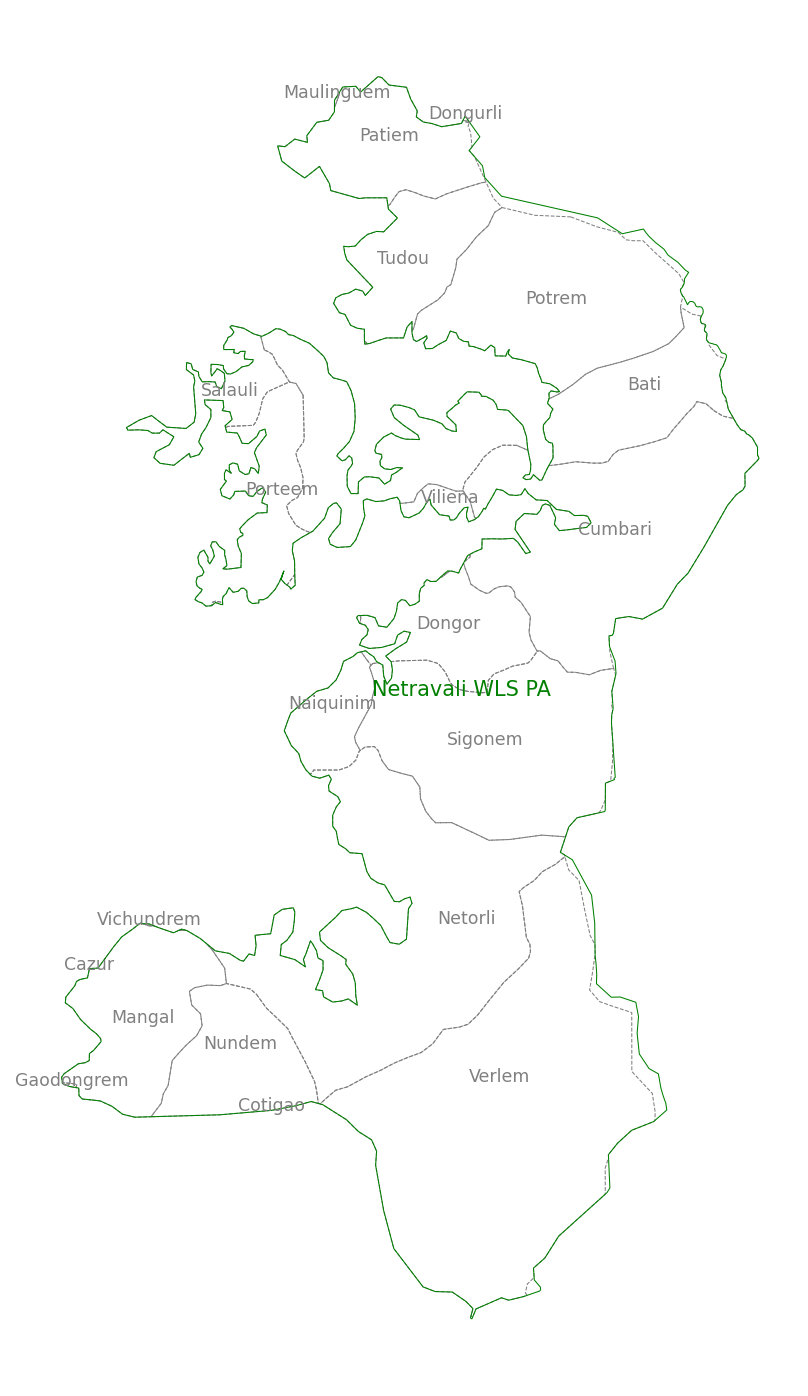 Maulinguem
Dongurli
Patiem
Tudou
Potrem
Bati
Salauli
Porteem
Viliena
Cumbari
Dongor
Netravali WLS PA
Naiquinim
Sigonem
Netorli
Vichundrem
Cazur
Mangal
Nundem
Verlem
Gaodongrem
Cotigao